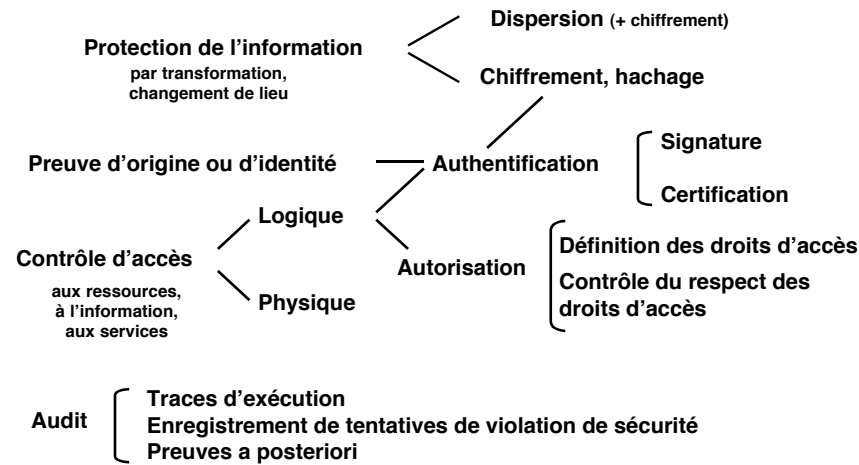 Dispersion (+ chiffrement)
Protection de l’information
par transformation,
changement de lieu
Chiffrement, hachage
Signature
Preuve d’origine ou d’identité
Authentification
Certification
Logique
Définition des droits d’accès
Contrôle d’accès
Autorisation
Contrôle du respect des
droits d’accès
aux ressources,
à l’information,
aux services
Physique
Traces d’exécution
Audit
Enregistrement de tentatives de violation de sécurité
Preuves a posteriori